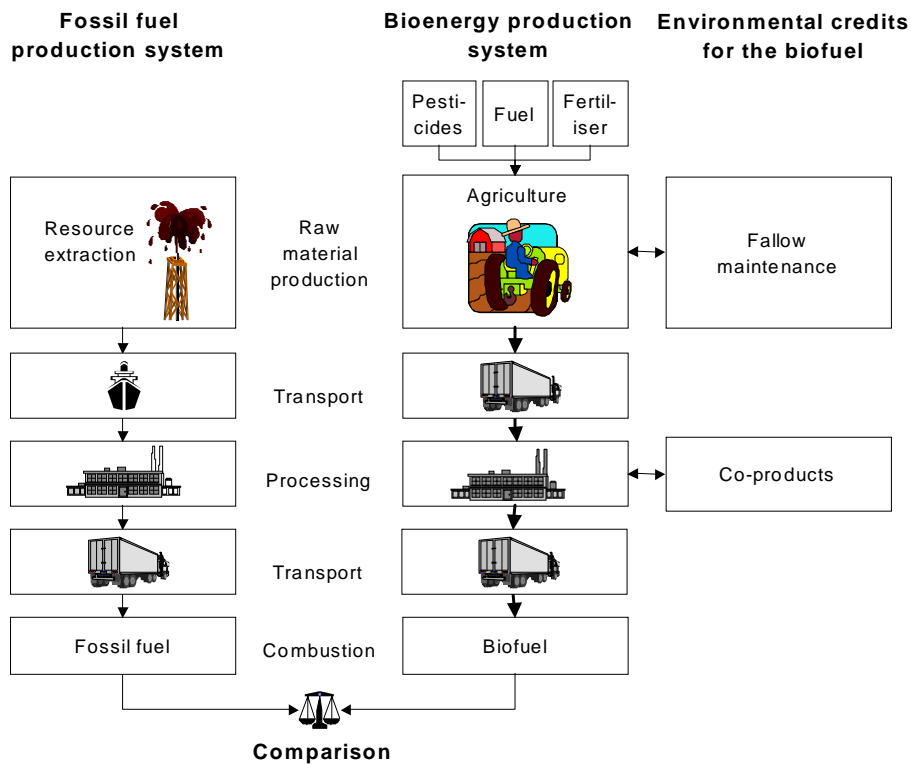 Fossil fuel
production system
Bioenergy production
system
Environmental credits
for the biofuel
Pesti-
cides
Fuel
Fertil-
iser
Resource
extraction
Raw
material
production
Agriculture
Fallow
maintenance
Transport
Processing
Co-products
Transport
Fossil fuel
Combustion
Biofuel
Comparison